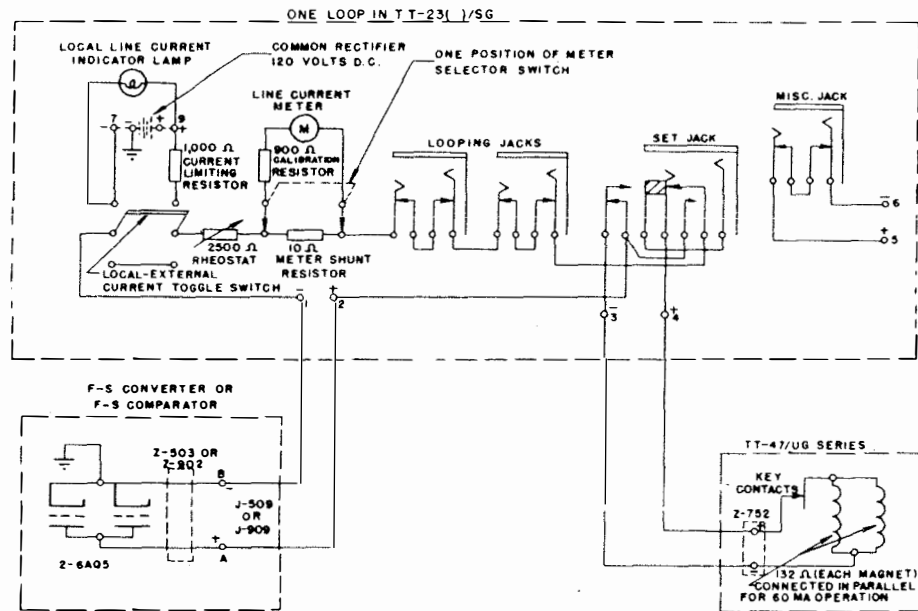 ONE LOOP IN TT-23( )/SG
LOCAL LINE CURRENT
INDICATOR LAMP
COMMON RECTIFIER
120 VOLTS D.C.
ONE POSITION OF METER
SELECTOR SWITCH
LINE CURRENT
METER
M
MISC. JACK
7
- - + 9 +
LOOPING JACKS
SET JACK
1,000 Ω
CURRENT
LIMITING
RESISTOR
900 Ω
CALIBRATION
RESISTOR
- 6
+ 5
2500 Ω
RHEOSTAT
10 Ω
METER SHUNT
RESISTOR
LOCAL-EXTERNAL
CURRENT TOGGLE SWITCH
- 1
+ 2
- 3
+ 4
F-S CONVERTER OR
F-S COMPARATOR
Z-503 OR
Z-902
B
-
J-509
OR
J-909
+
A
2-6AQ5
TT-47/UG SERIES
KEY
CONTACTS
Z-752
132 Ω (EACH MAGNET)
CONNECTED IN PARALLEL
FOR 60 MA OPERATION